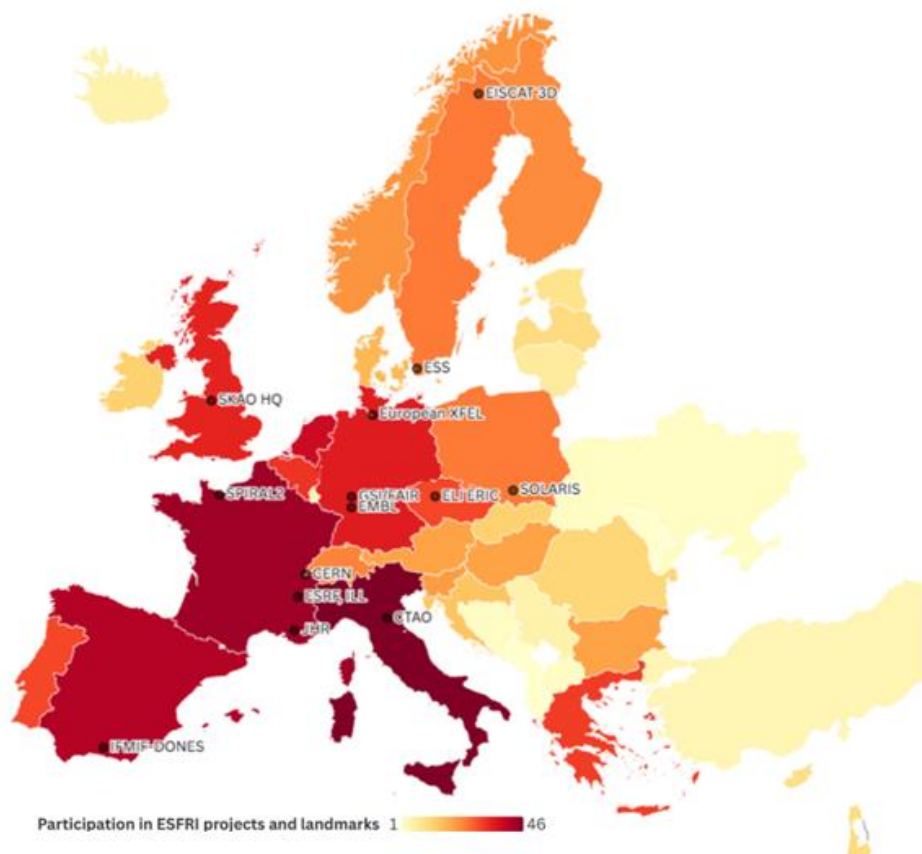 EISCAT 3D
ESS
SKAO HQ
European XFEL
SPIRAL2
GSI/FAIR
ELI ERIC
SOLARIS
EMBL
CERN
ESRF, ILL
CTAO
JHR
IFMIF-DONES
Participation in ESFRI projects and landmarks 1 46